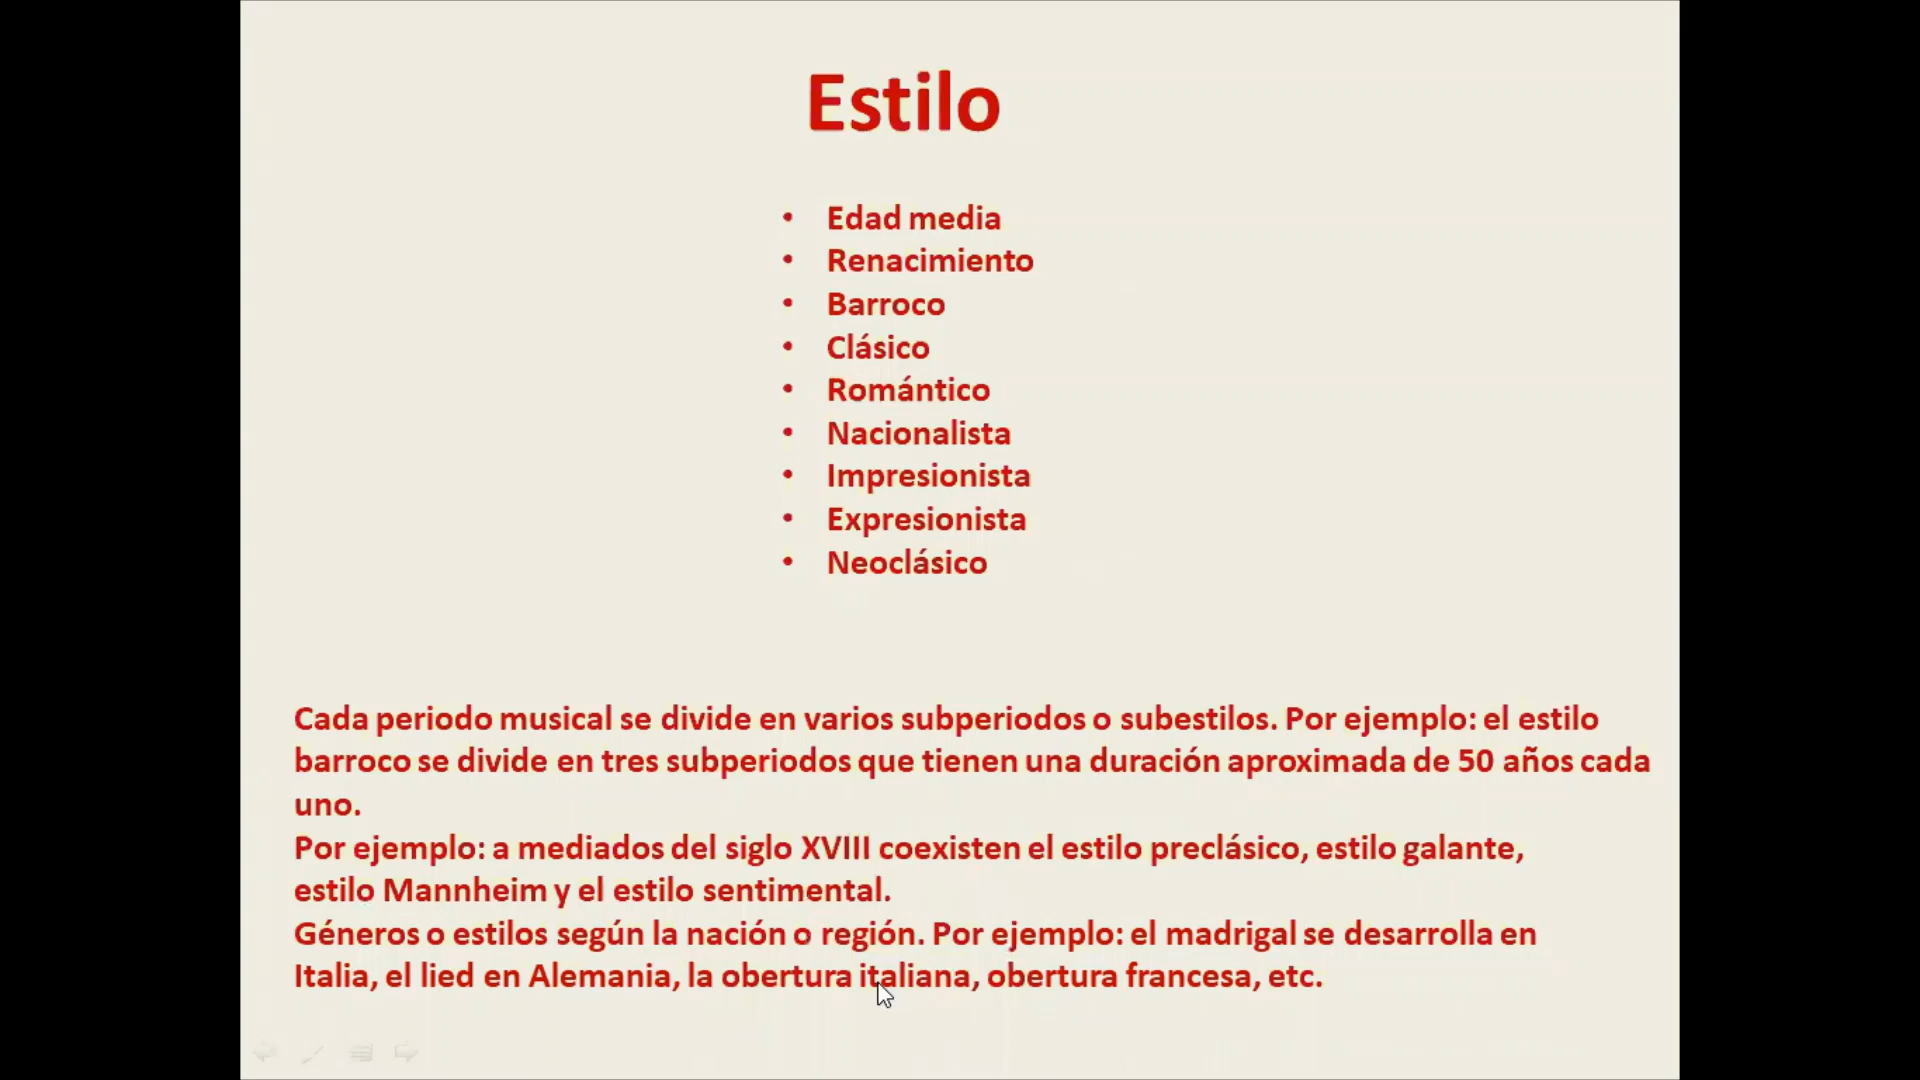 Estilo
• Edad media
• Renacimiento
• Barroco
• Clásico
• Romántico
• Nacionalista
• Impresionista
• Expresionista
• Neoclásico
Cada periodo musical se divide en varios subperiodos o subestilos. Por ejemplo: el estilo
barroco se divide en tres subperiodos que tienen una duración aproximada de 50 años cada
uno.
Por ejemplo: a mediados del siglo XVIII coexisten el estilo preclásico, estilo galante,
estilo Mannheim y el estilo sentimental.
Géneros o estilos según la nación o región. Por ejemplo: el madrigal se desarrolla en
Italia, el lied en Alemania, la obertura italiana, obertura francesa, etc.